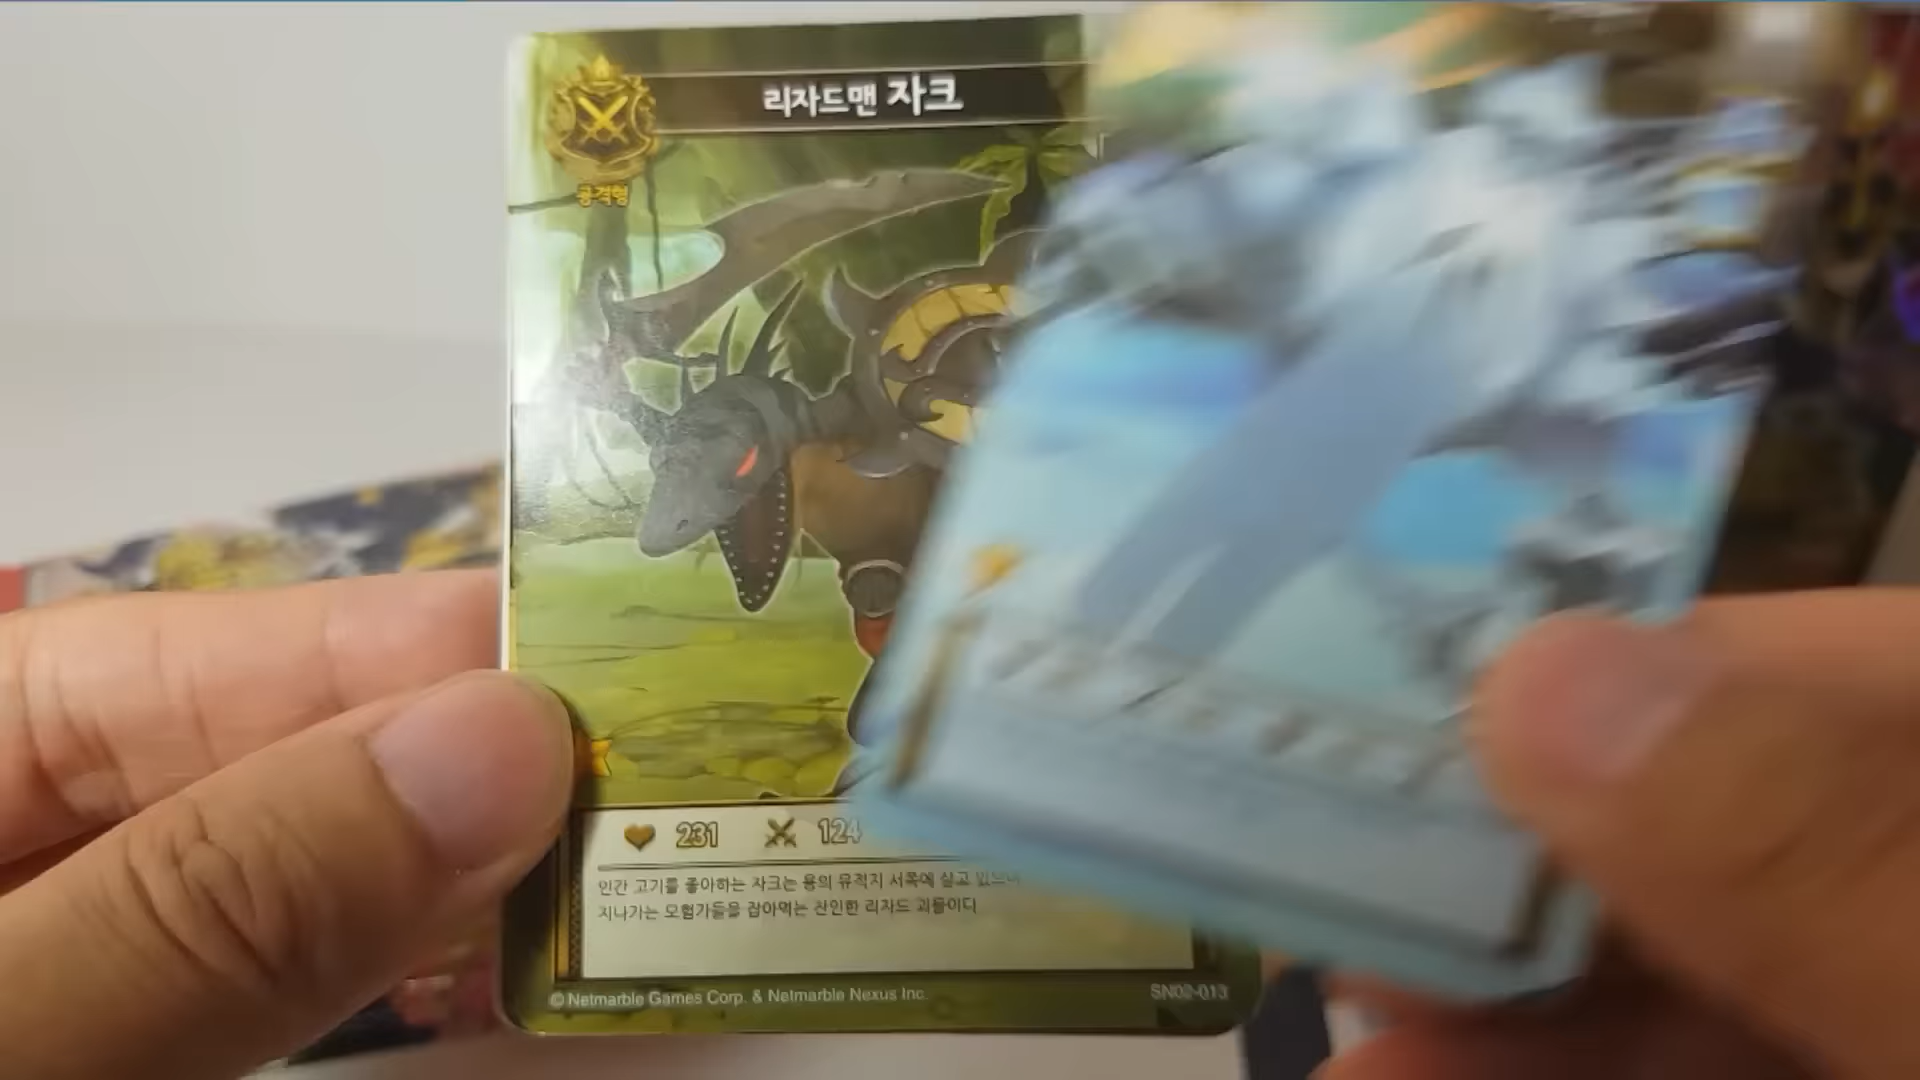 리자드맨 자크
공격형
231 124
인간 고기를 좋아하는 자크는 용의 유적지 서쪽에 살고 있으며
지나가는 모험가들을 잡아먹는 잔인한 리자드 괴물이다
© Netmarble Games Corp. & Netmarble Nexus Inc.
SN02-013